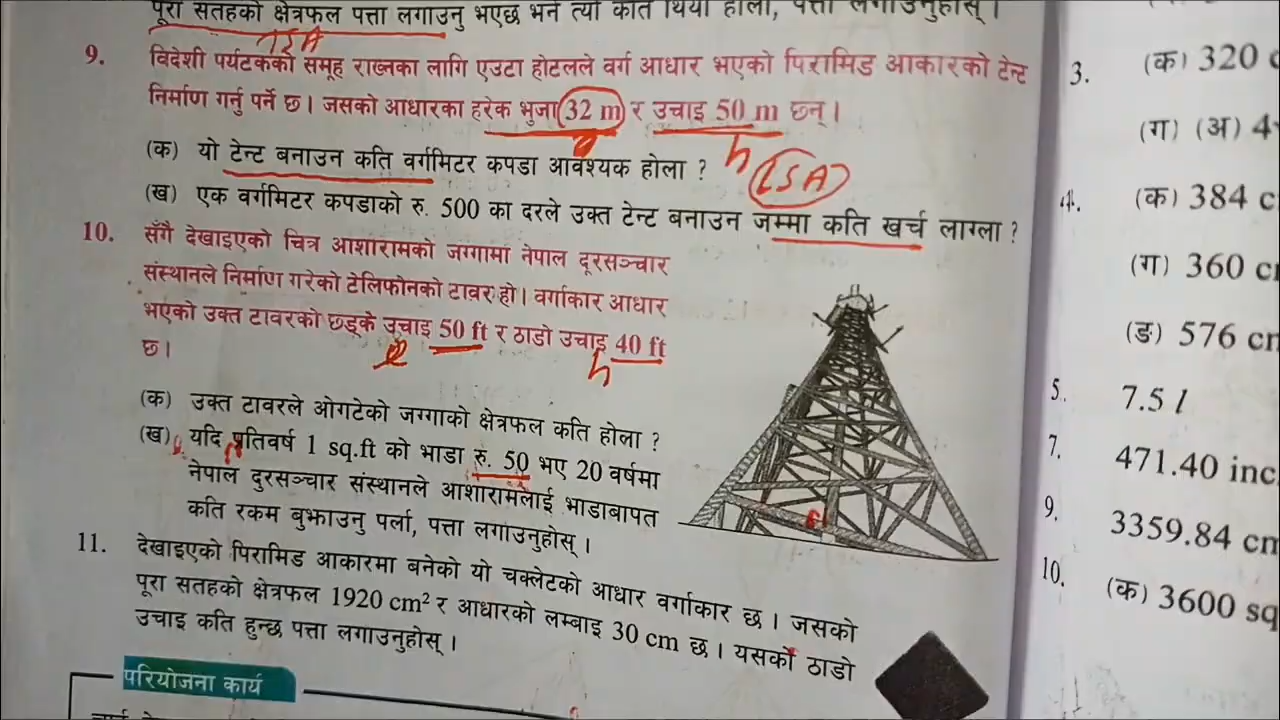 पूरा सतहको क्षेत्रफल पत्ता लगाउनु भएछ भने त्यो कति थियो होला, पत्ता लगाउनुहोस् ।
TSA
9. विदेशी पर्यटकको समूह राख्नका लागि एउटा होटलले वर्ग आधार भएको पिरामिड आकारको टेन्ट
निर्माण गर्नु पर्ने छ । जसको आधारका हरेक भुजा 32 m र उचाइ 50 m छन् ।
a
h
LSA
(क) यो टेन्ट बनाउन कति वर्गमिटर कपडा आवश्यक होला ?
(ख) एक वर्गमिटर कपडाको रु. 500 का दरले उक्त टेन्ट बनाउन जम्मा कति खर्च लाग्ला ?
10. सँगै देखाइएको चित्र आशारामको जग्गामा नेपाल दूरसञ्चार
संस्थानले निर्माण गरेको टेलिफोनको टावर हो । वर्गाकार आधार
भएको उक्त टावरको छड्के उचाइ 50 ft र ठाडो उचाइ 40 ft
छ ।
l
h
(क) उक्त टावरले ओगटेको जग्गाको क्षेत्रफल कति होला ?
(ख) यदि प्रतिवर्ष 1 sq.ft को भाडा रु. 50 भए 20 वर्षमा
नेपाल दुरसञ्चार संस्थानले आशारामलाई भाडाबापत
कति रकम बुझाउनु पर्ला, पत्ता लगाउनुहोस् ।
11. देखाइएको पिरामिड आकारमा बनेको यो चक्लेटको आधार वर्गाकार छ । जसको
पूरा सतहको क्षेत्रफल 1920 cm² र आधारको लम्बाइ 30 cm छ । यसको ठाडो
उचाइ कति हुन्छ पत्ता लगाउनुहोस् ।
परियोजना कार्य
3. (क) 320
(ग) (अ) 4
4. (क) 384 c
(ग) 360 c
(ङ) 576 cm
5. 7.5 l
7. 471.40 inc
9. 3359.84 cm
10. (क) 3600 sq